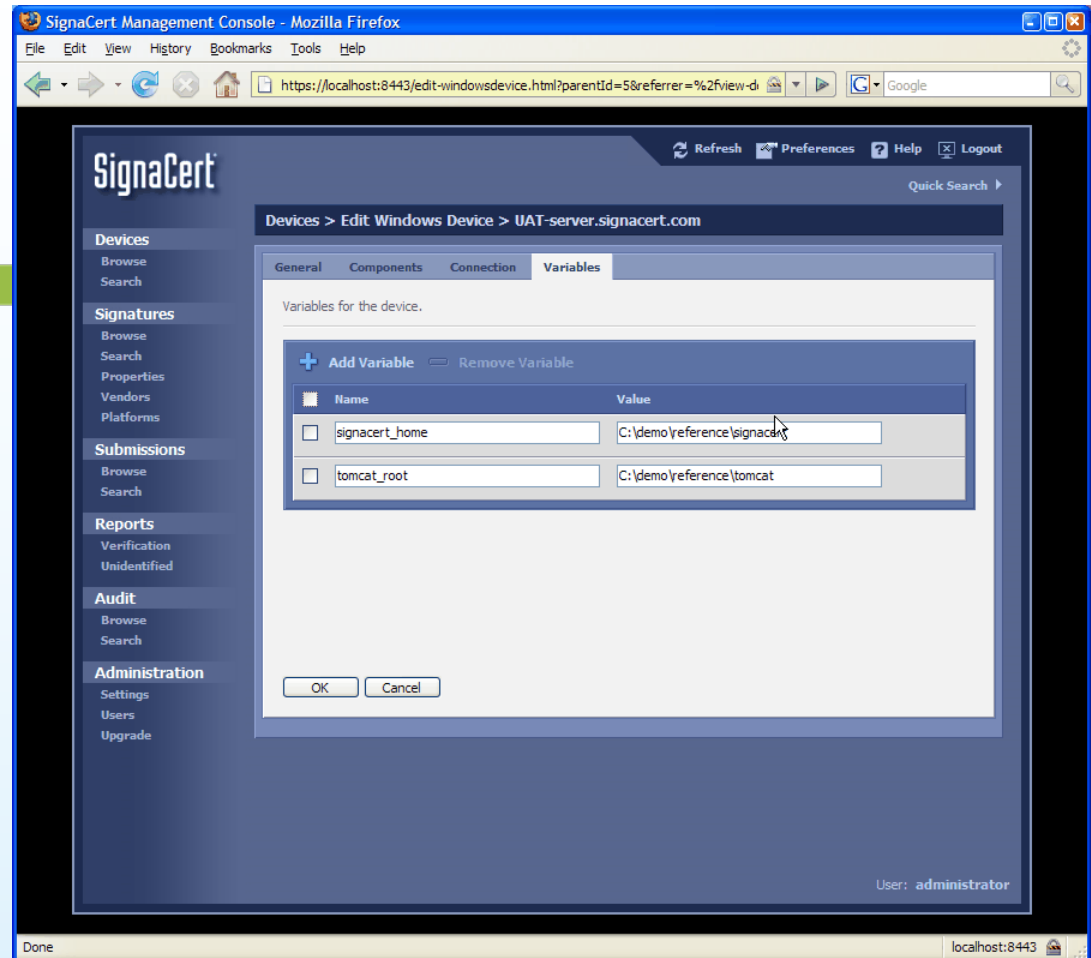 SignaCert Management Console - Mozilla Firefox
File Edit View History Bookmarks Tools Help
https://localhost:8443/edit-windowsdevice.html?parentId=5&referrer=%2fview-d
G Google
SignaCert
Refresh Preferences ? Help x Logout
Quick Search
Devices > Edit Windows Device > UAT-server.signacert.com
Devices
Browse
Search
Signatures
Browse
Search
Properties
Vendors
Platforms
Submissions
Browse
Search
Reports
Verification
Unidentified
Audit
Browse
Search
Administration
Settings
Users
Upgrade
General Components Connection Variables
Variables for the device.
Add Variable Remove Variable
Name Value
signacert_home C:\demo\reference\signacert
tomcat_root C:\demo\reference\tomcat
OK Cancel
User: administrator
Done localhost:8443